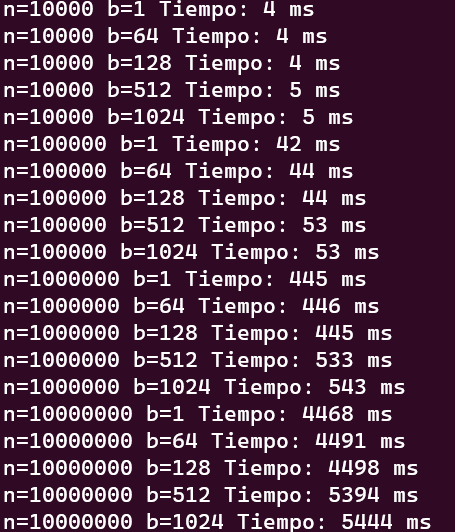 n=10000 b=1 Tiempo: 4 ms
n=10000 b=64 Tiempo: 4 ms
n=10000 b=128 Tiempo: 4 ms
n=10000 b=512 Tiempo: 5 ms
n=10000 b=1024 Tiempo: 5 ms
n=100000 b=1 Tiempo: 42 ms
n=100000 b=64 Tiempo: 44 ms
n=100000 b=128 Tiempo: 44 ms
n=100000 b=512 Tiempo: 53 ms
n=100000 b=1024 Tiempo: 53 ms
n=1000000 b=1 Tiempo: 445 ms
n=1000000 b=64 Tiempo: 446 ms
n=1000000 b=128 Tiempo: 445 ms
n=1000000 b=512 Tiempo: 533 ms
n=1000000 b=1024 Tiempo: 543 ms
n=10000000 b=1 Tiempo: 4468 ms
n=10000000 b=64 Tiempo: 4491 ms
n=10000000 b=128 Tiempo: 4498 ms
n=10000000 b=512 Tiempo: 5394 ms
n=10000000 b=1024 Tiempo: 5444 ms